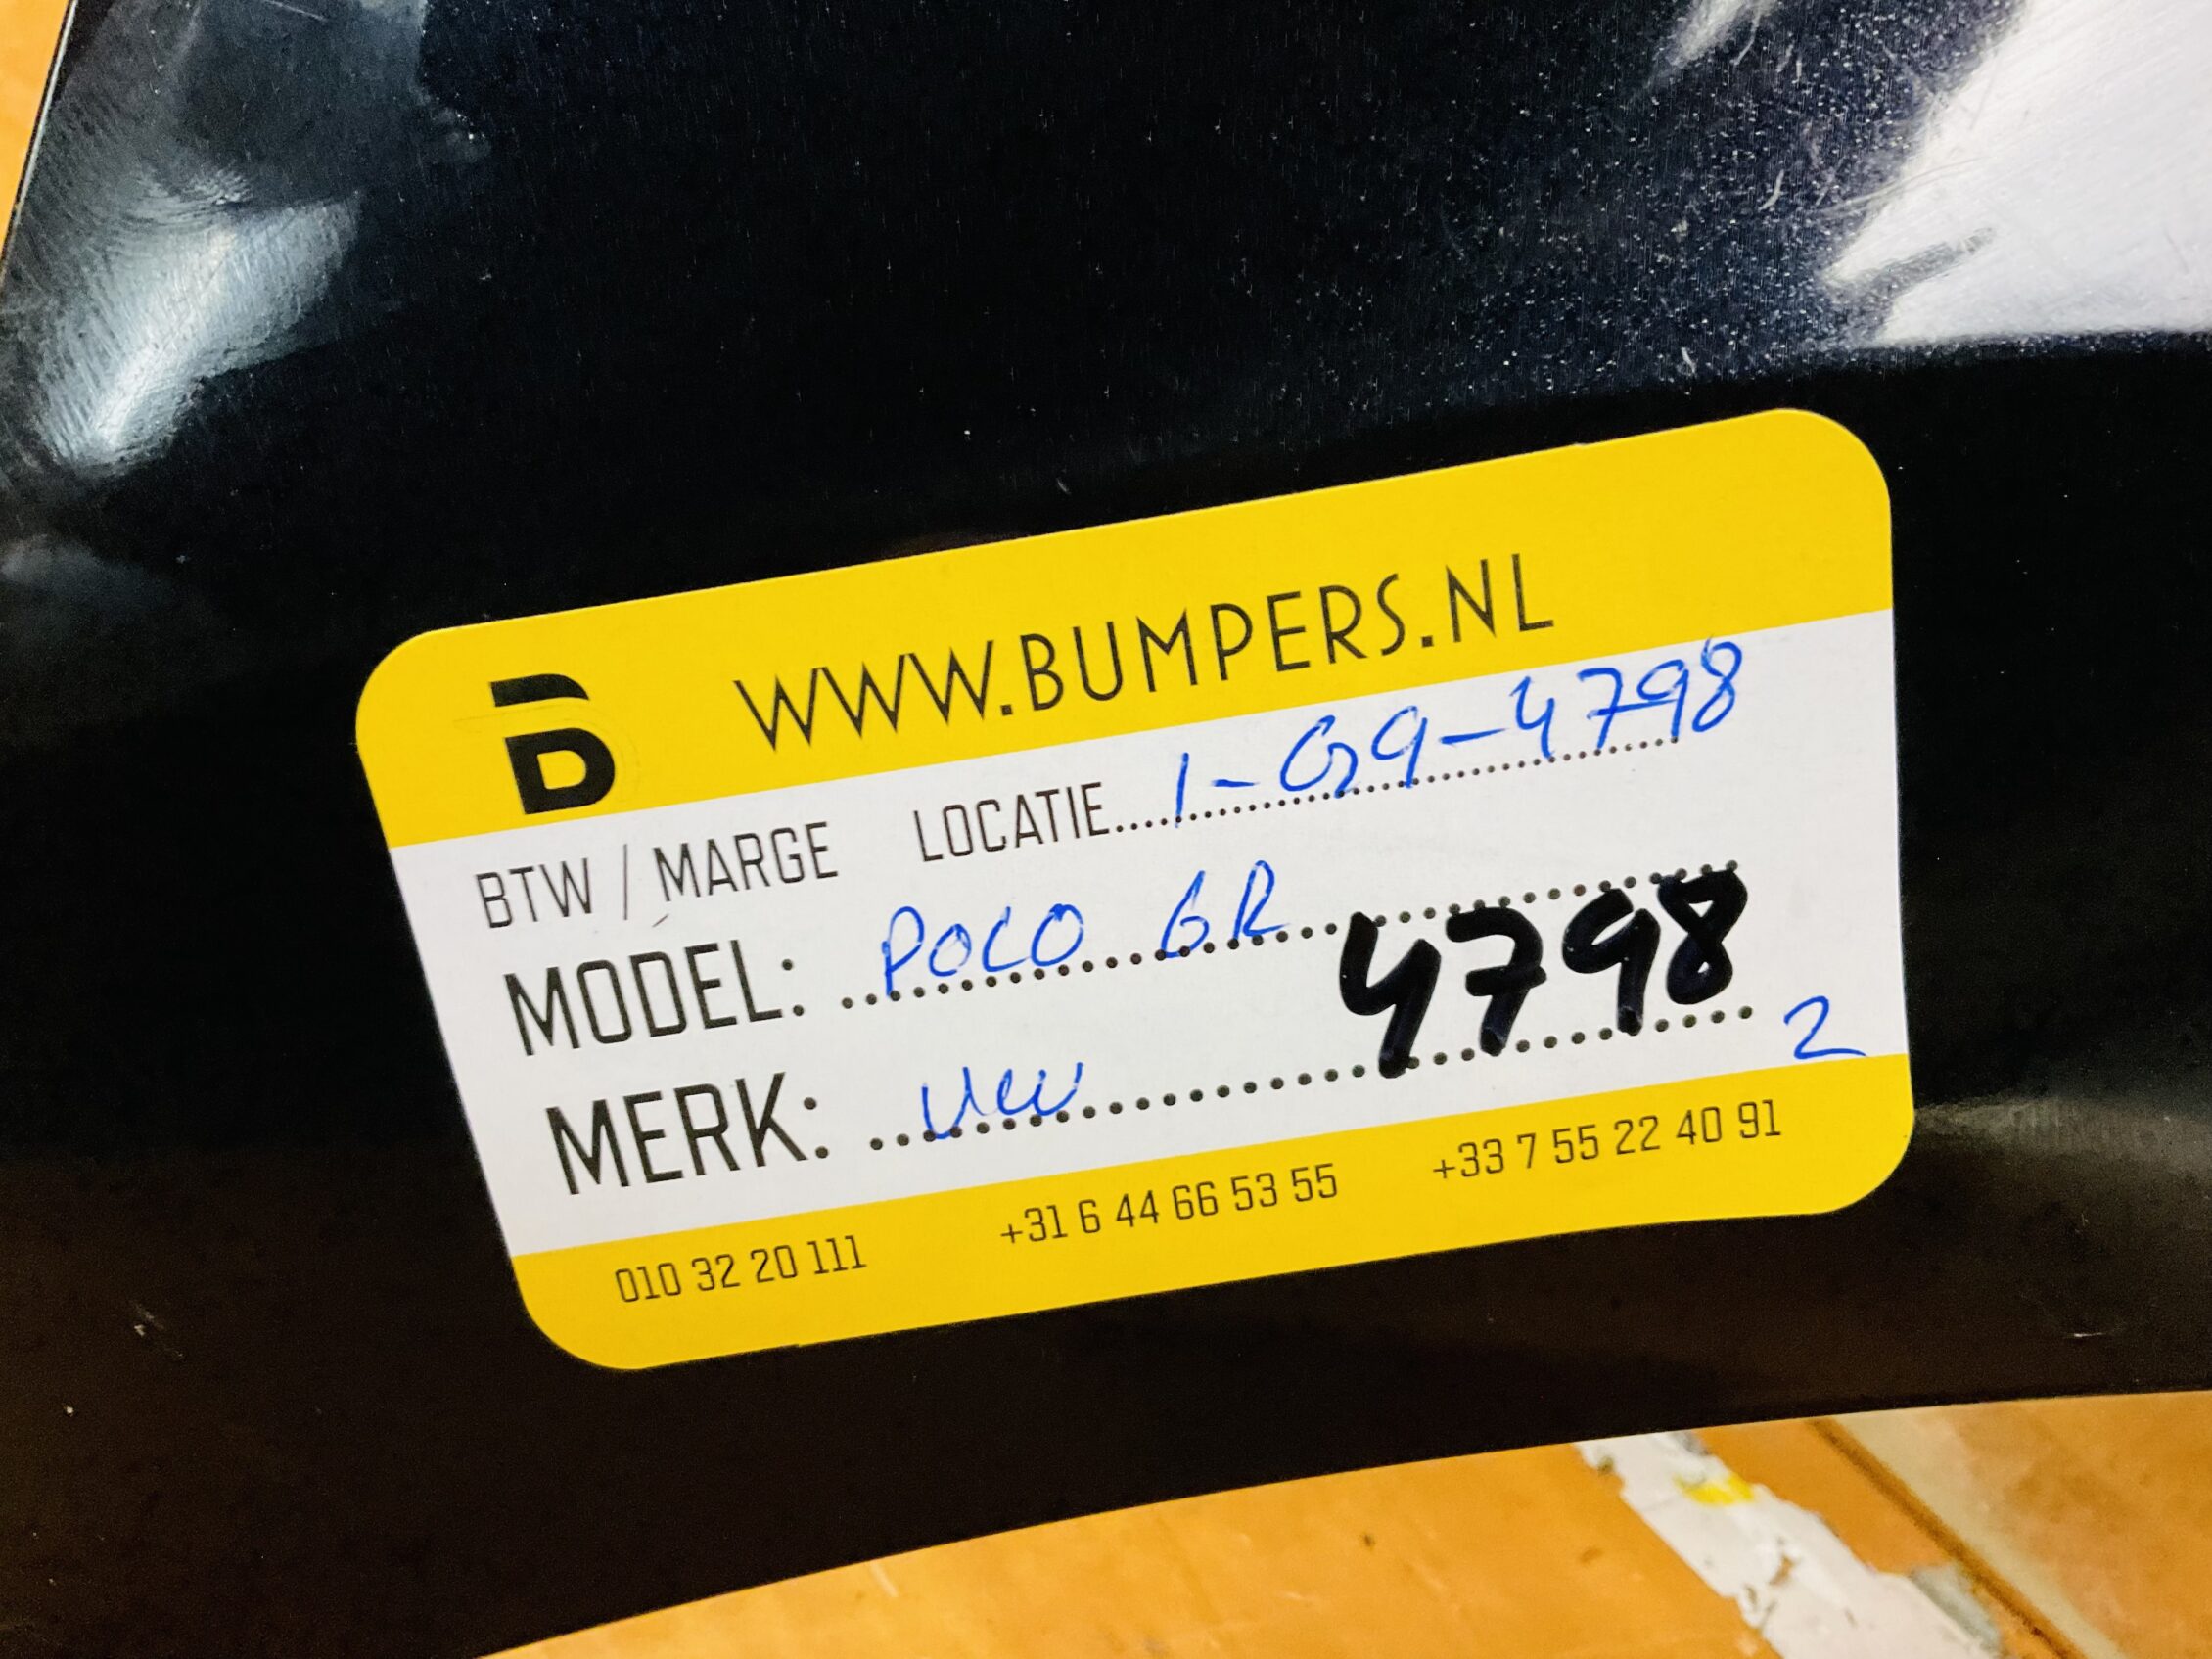 B WWW.BUMPERS.NL
BTW / MARGE LOCATIE 1-G9-4798
MODEL: POLO 6R
4798
MERK: VW
2
010 32 20 111 +31 6 44 66 53 55 +33 7 55 22 40 91